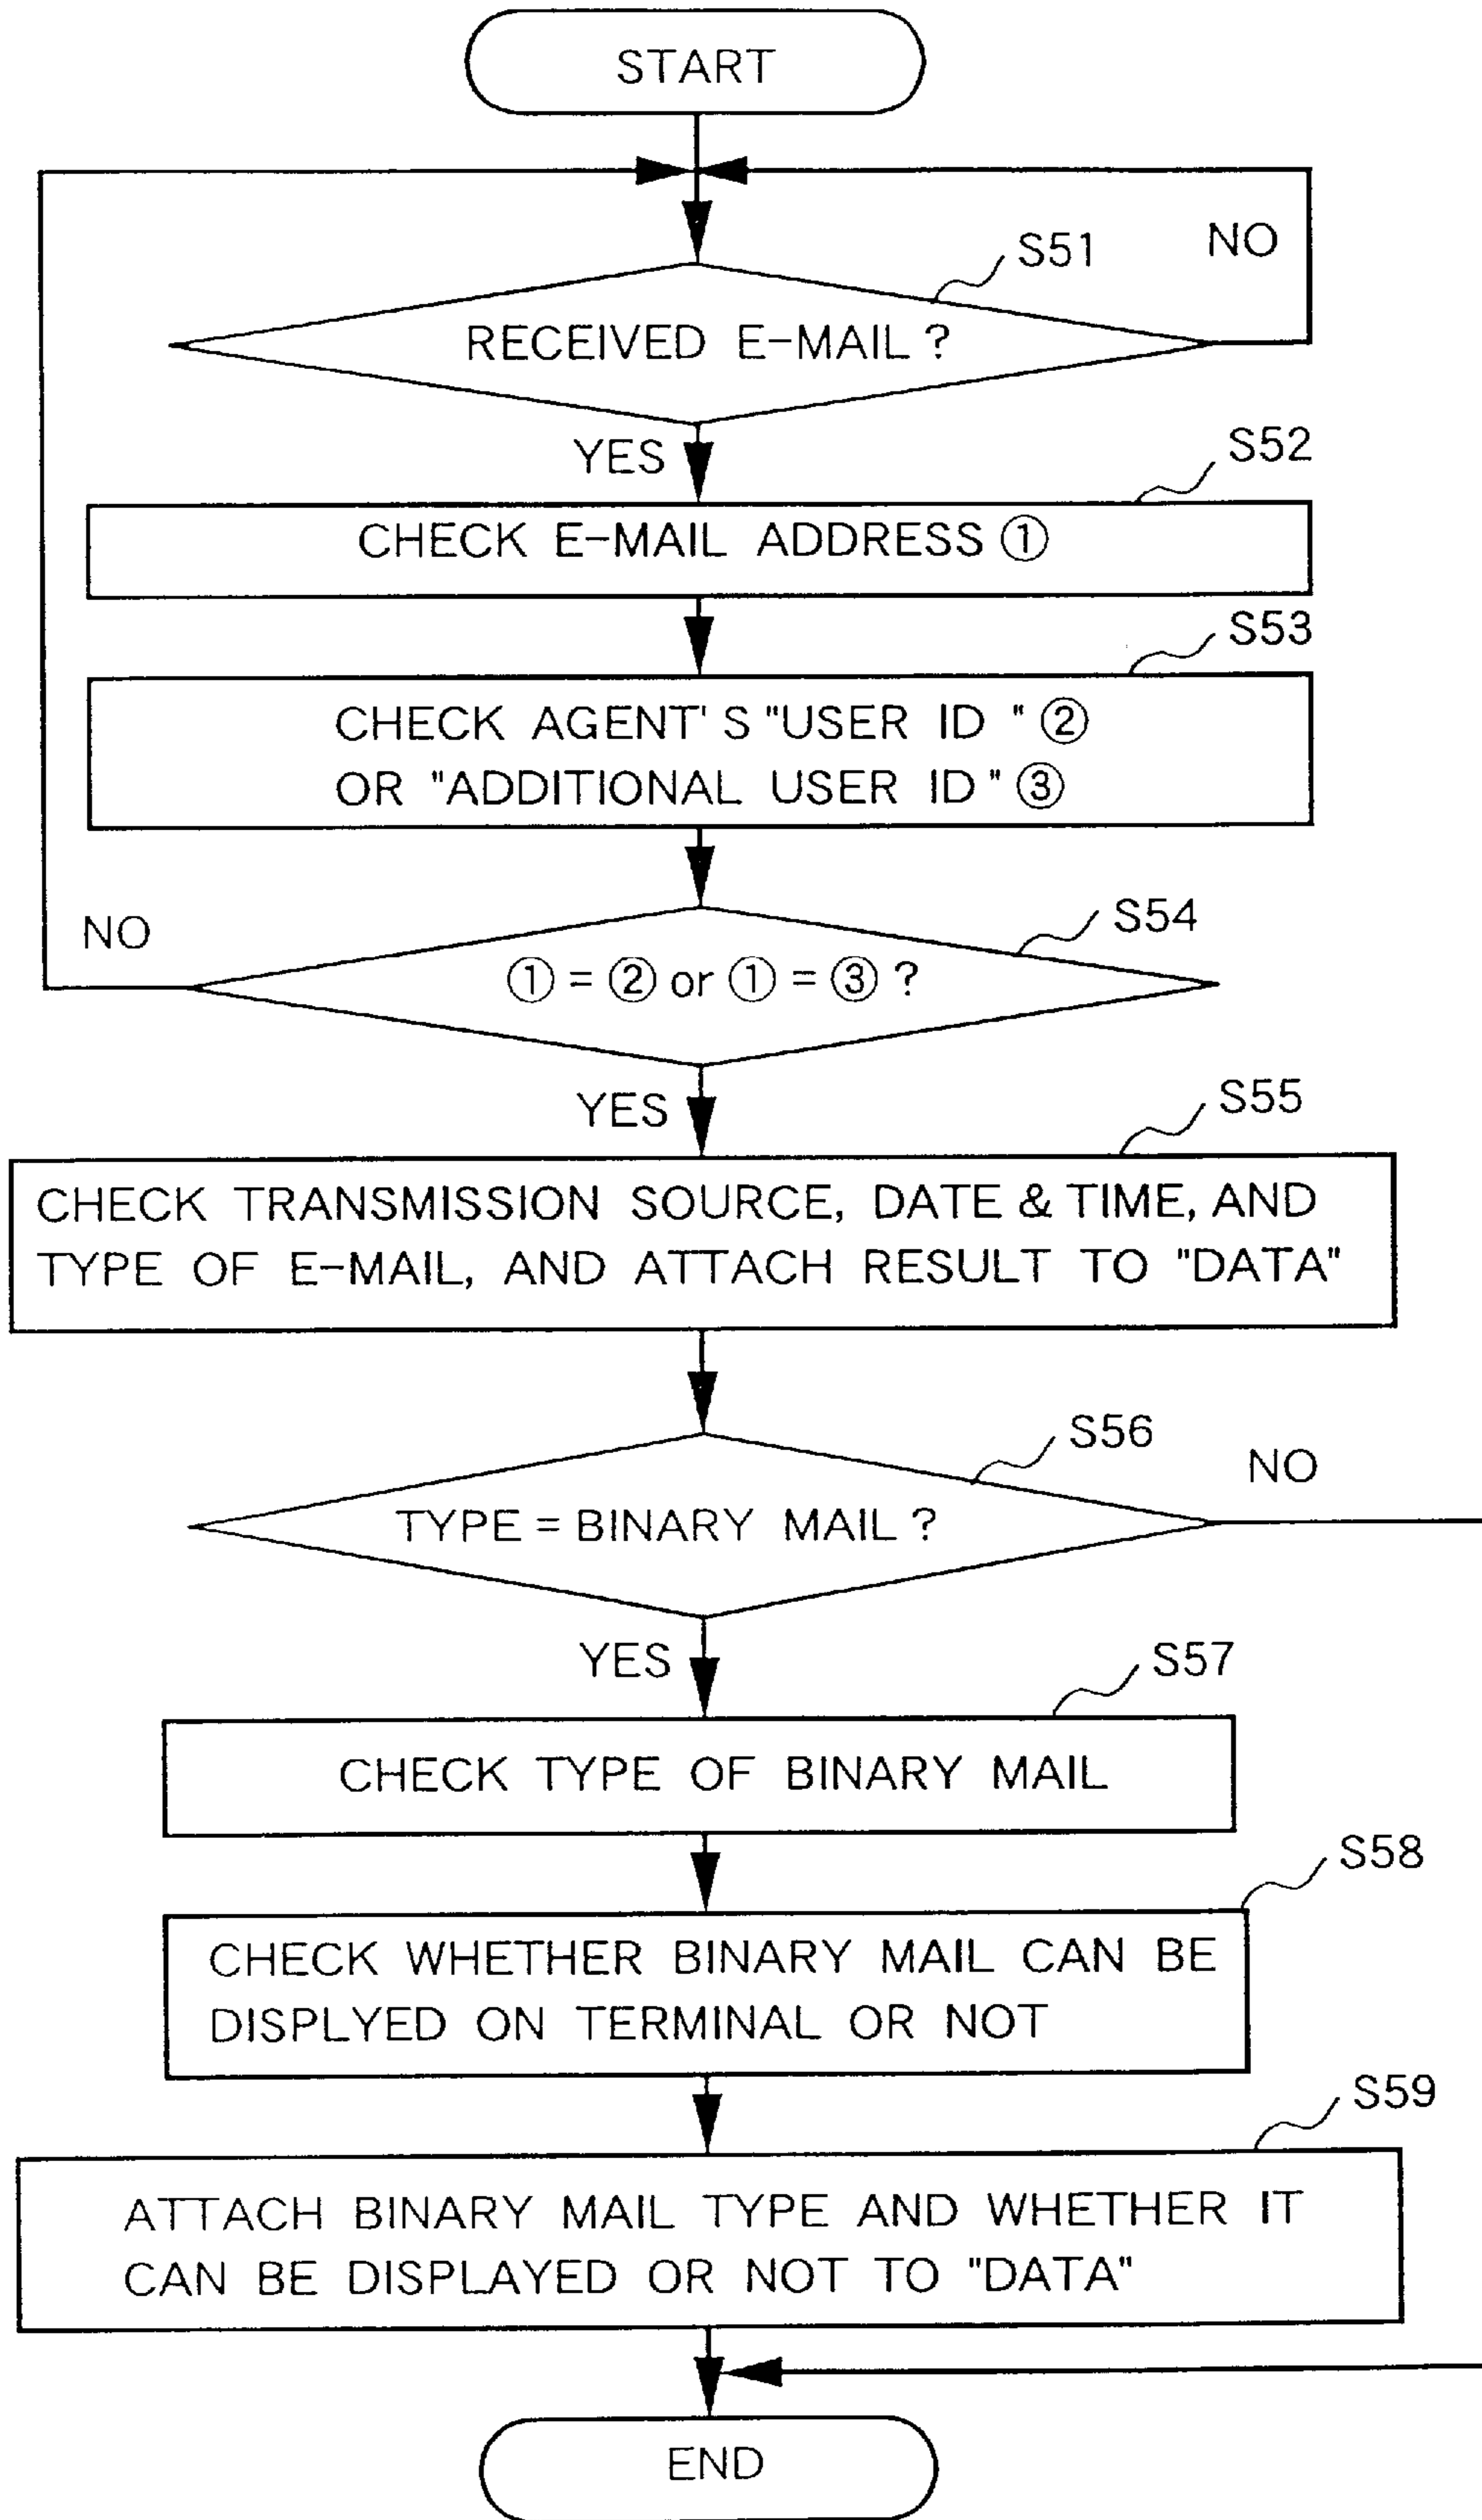 START
S51
NO
RECEIVED E-MAIL ?
YES
S52
CHECK E-MAIL ADDRESS ①
S53
CHECK AGENT' S "USER ID " ②
OR "ADDITIONAL USER ID" ③
NO
S54
① = ② or ① = ③ ?
YES
S55
CHECK TRANSMISSION SOURCE, DATE & TIME, AND
TYPE OF E-MAIL, AND ATTACH RESULT TO "DATA"
S56
NO
TYPE = BINARY MAIL ?
YES
S57
CHECK TYPE OF BINARY MAIL
S58
CHECK WHETHER BINARY MAIL CAN BE
DISPLYED ON TERMINAL OR NOT
S59
ATTACH BINARY MAIL TYPE AND WHETHER IT
CAN BE DISPLAYED OR NOT TO "DATA"
END